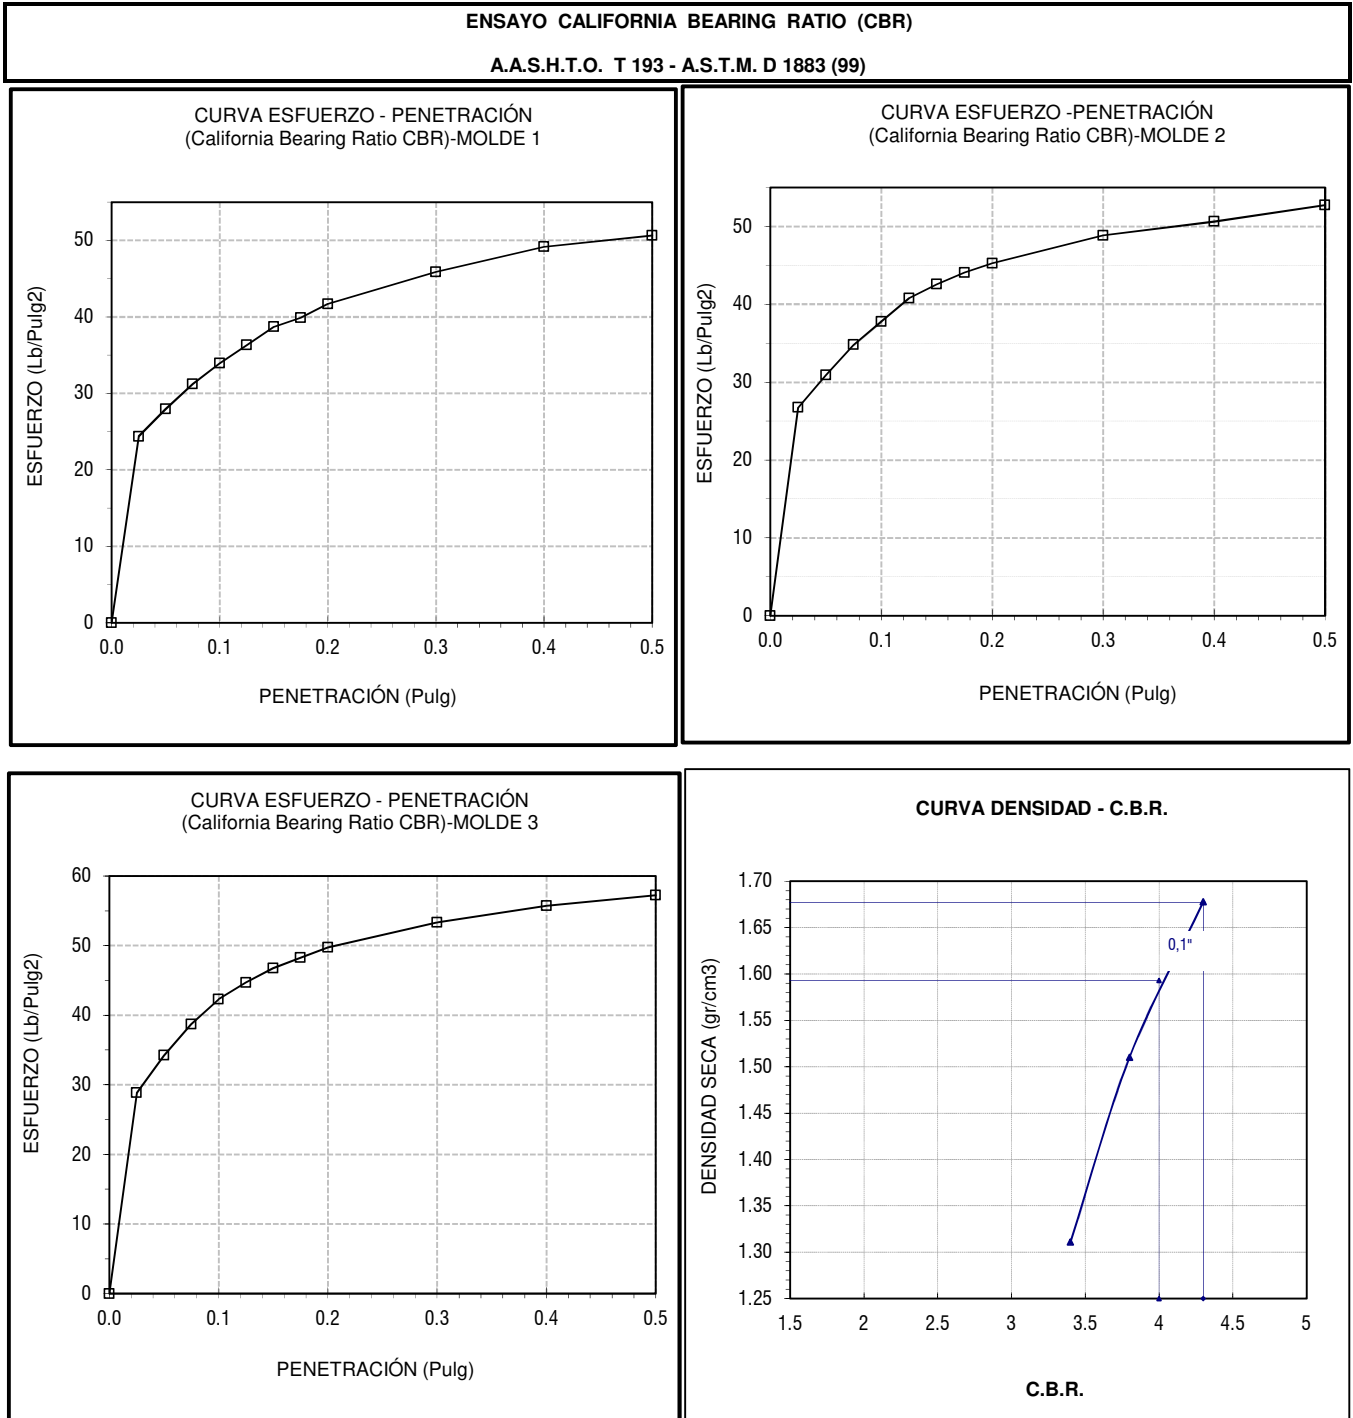 ENSAYO CALIFORNIA BEARING RATIO (CBR)
A.A.S.H.T.O. T 193 - A.S.T.M. D 1883 (99)
CURVA ESFUERZO - PENETRACIÓN
(California Bearing Ratio CBR)-MOLDE 1
50
40
30
20
10
0
0.0 0.1 0.2 0.3 0.4 0.5
ESFUERZO (Lb/Pulg2)
PENETRACIÓN (Pulg)
CURVA ESFUERZO -PENETRACIÓN
(California Bearing Ratio CBR)-MOLDE 2
50
40
30
20
10
0
0.0 0.1 0.2 0.3 0.4 0.5
ESFUERZO (Lb/Pulg2)
PENETRACIÓN (Pulg)
CURVA ESFUERZO - PENETRACIÓN
(California Bearing Ratio CBR)-MOLDE 3
60
50
40
30
20
10
0
0.0 0.1 0.2 0.3 0.4 0.5
ESFUERZO (Lb/Pulg2)
PENETRACIÓN (Pulg)
CURVA DENSIDAD - C.B.R.
1.70
1.65
1.60
1.55
1.50
1.45
1.40
1.35
1.30
1.25
0,1"
1.5 2 2.5 3 3.5 4 4.5 5
DENSIDAD SECA (gr/cm3)
C.B.R.